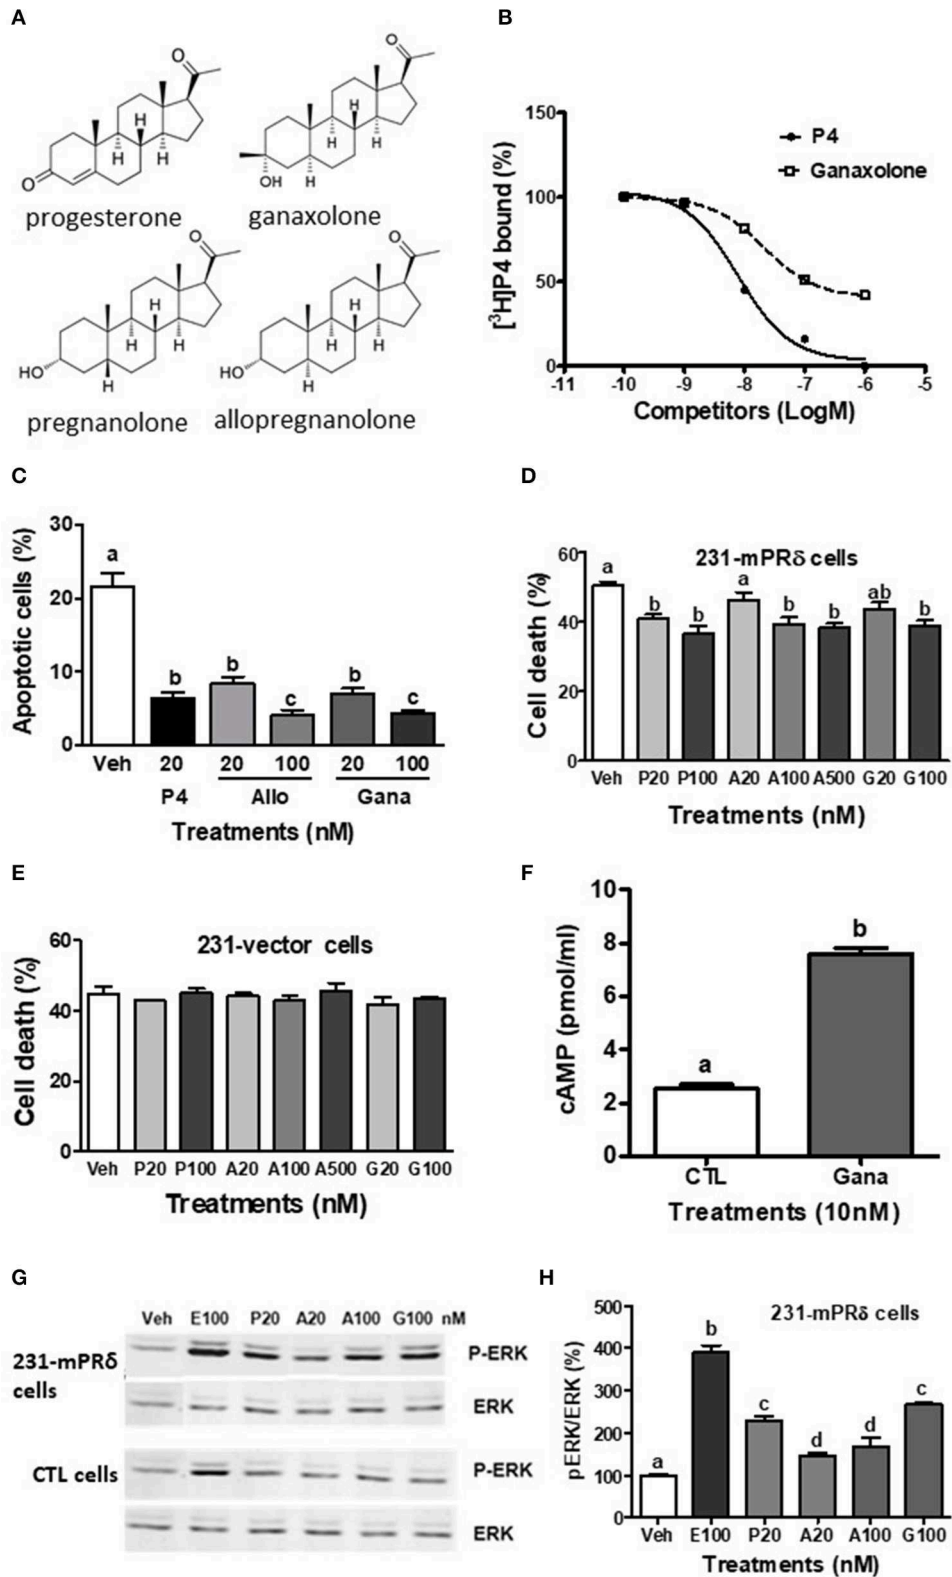 A
O
H
H
H
O
progesterone
O
H
H
H
OH
ganaxolone
O
H
H
H
HO
H
pregnanolone
O
H
H
H
HO
H
allopregnanolone
B
[³H]P4 bound (%)
150
100
50
0
P4
Ganaxolone
-11 -10 -9 -8 -7 -6 -5
Competitors (LogM)
C
Apoptotic cells (%)
30
20
10
0
a
b
b
c
b
c
Veh 20 20 100 20 100
P4 Allo Gana
Treatments (nM)
D
231-mPRδ cells
Cell death (%)
60
40
20
0
a b b a b b ab b
Veh P20 P100 A20 A100 A500 G20 G100
Treatments (nM)
E
231-vector cells
Cell death (%)
60
40
20
0
Veh P20 P100 A20 A100 A500 G20 G100
Treatments (nM)
F
cAMP (pmol/ml)
10
8
6
4
2
0
a
b
CTL Gana
Treatments (10nM)
G
Veh E100 P20 A20 A100 G100 nM
231-mPRδ
cells
P-ERK
ERK
CTL cells
P-ERK
ERK
H
231-mPRδ cells
pERK/ERK (%)
500
400
300
200
100
0
a b c d d c
Veh E100 P20 A20 A100 G100
Treatments (nM)